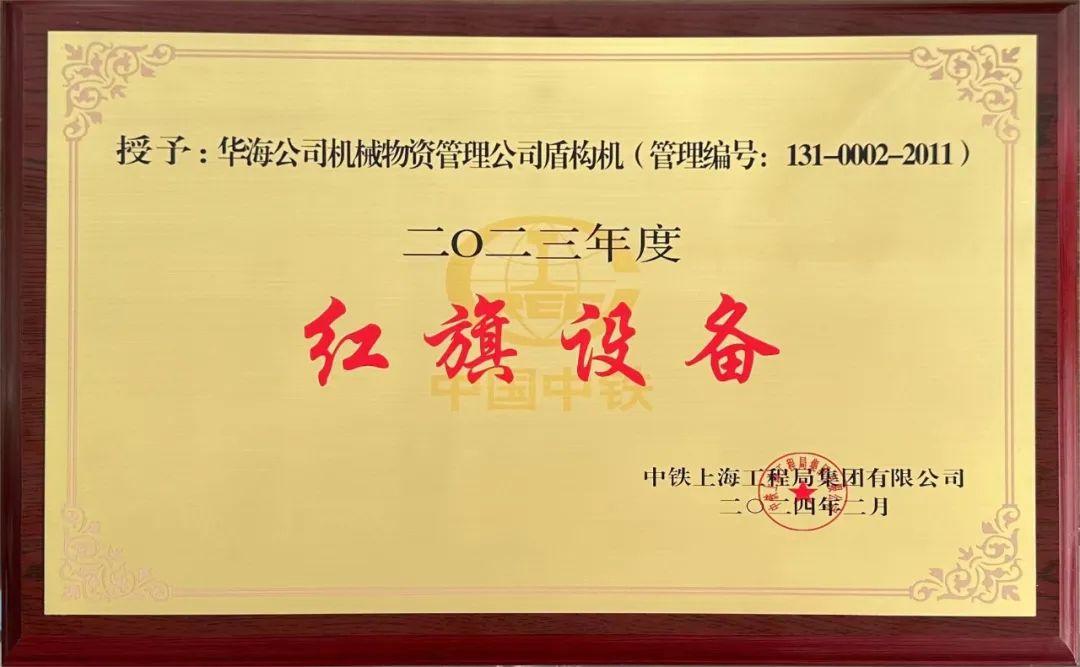 授予：华海公司机械物资管理公司盾构机（管理编号：131-0002-2011）
二〇二三年度
红旗设备
中国中铁
中铁上海工程局集团有限公司
二〇二四年二月